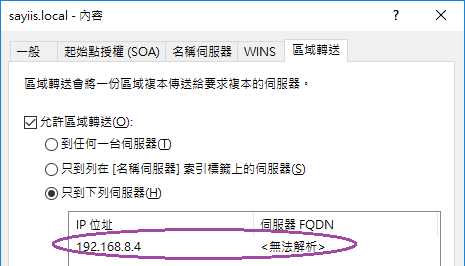 sayiis.local - 內容
一般 起始點授權 (SOA) 名稱伺服器 WINS 區域轉送
區域轉送會將一份區域複本傳送給要求複本的伺服器。
允許區域轉送(O):
到任何一台伺服器(T)
只到列在 [名稱伺服器] 索引標籤上的伺服器(S)
只到下列伺服器(H)
IP 位址 伺服器 FQDN
192.168.8.4 <無法解析>